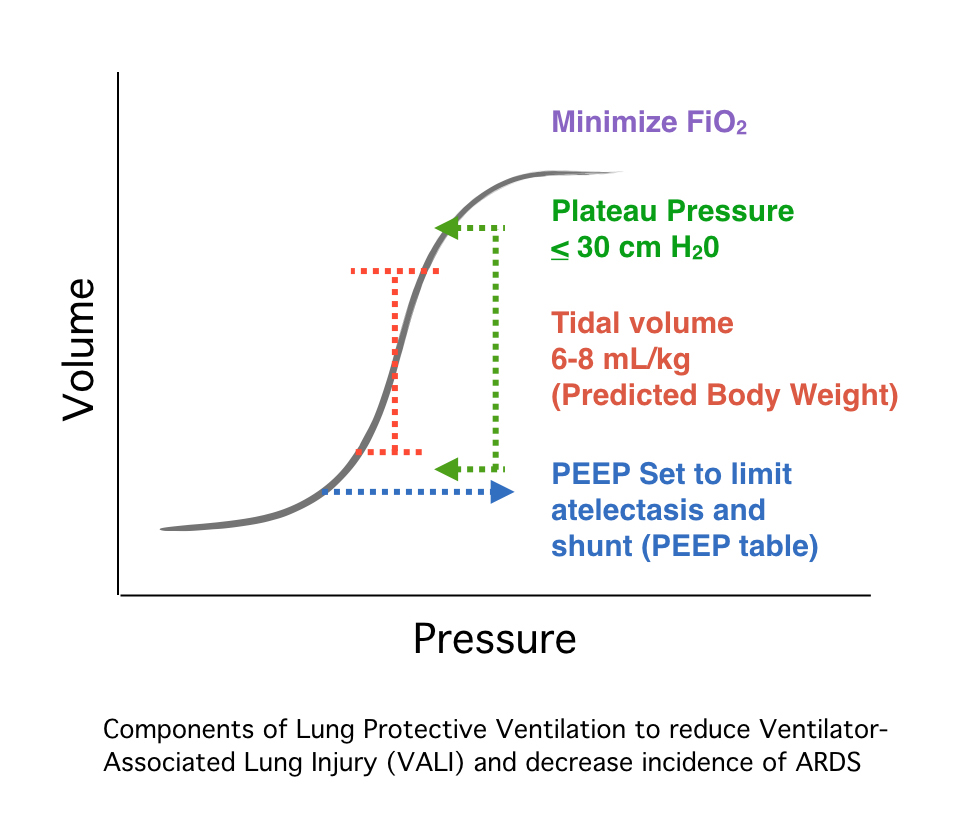 Minimize FiO₂
Plateau Pressure
≤ 30 cm H₂0
Tidal volume
6-8 mL/kg
(Predicted Body Weight)
PEEP Set to limit
atelectasis and
shunt (PEEP table)
Volume
Pressure
Components of Lung Protective Ventilation to reduce Ventilator-
Associated Lung Injury (VALI) and decrease incidence of ARDS